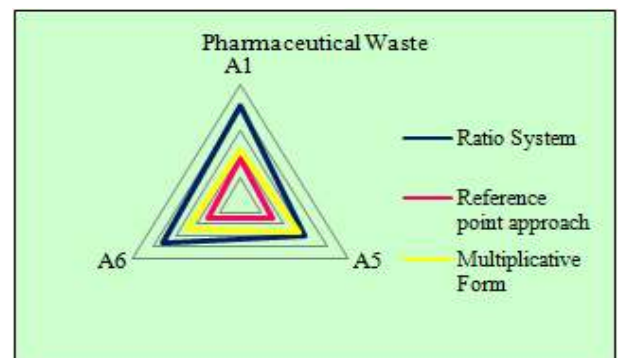 Pharmaceutical Waste
A1
Ratio System
Reference
point approach
A6
A5
Multiplicative
Form